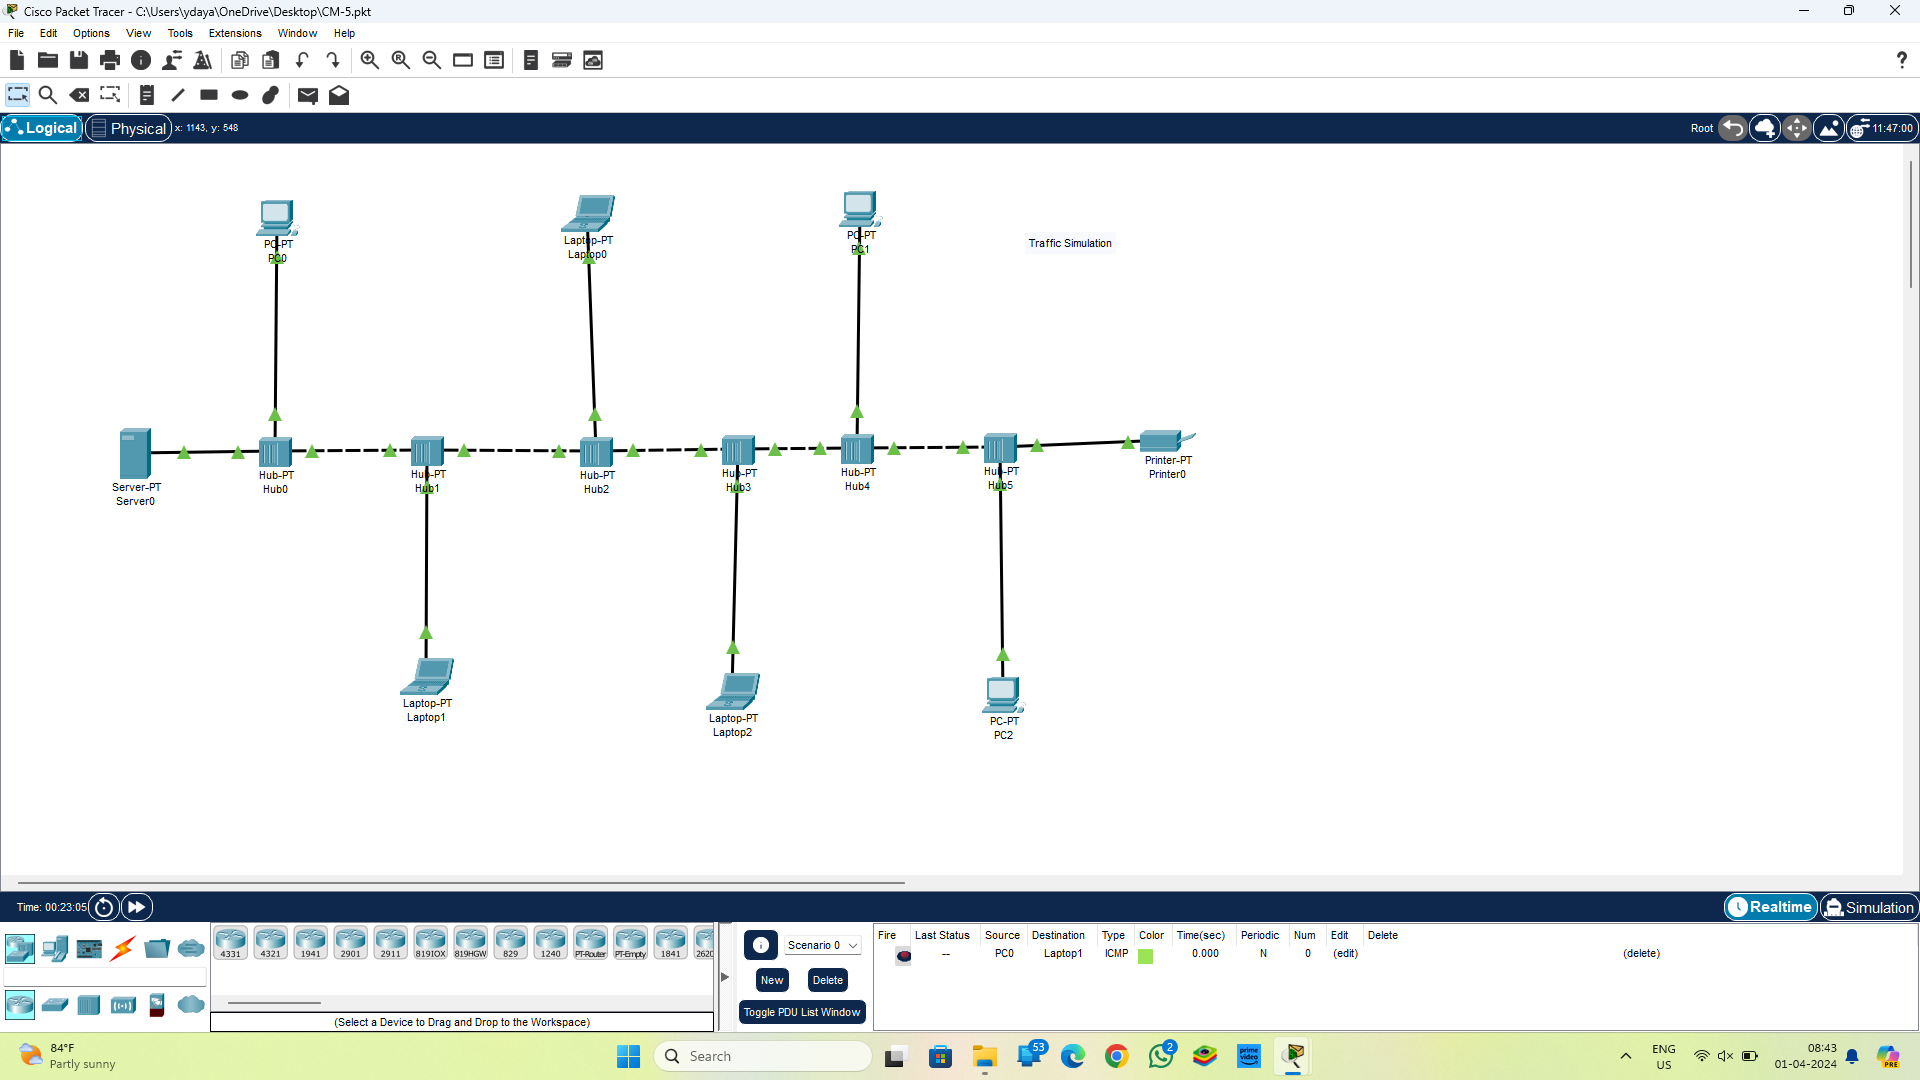 Cisco Packet Tracer - C:\Users\ydaya\OneDrive\Desktop\CM-5.pkt
File Edit Options View Tools Extensions Window Help
Logical Physical x: 1143, y: 548 Root 11:47:00
PC-PT
PC0
Laptop-PT
Laptop0
PC-PT
PC1
Traffic Simulation
Server-PT
Server0
Hub-PT
Hub0
Hub-PT
Hub1
Hub-PT
Hub2
Hub-PT
Hub3
Hub-PT
Hub4
Hub-PT
Hub5
Printer-PT
Printer0
Laptop-PT
Laptop1
Laptop-PT
Laptop2
PC-PT
PC2
Time: 00:23:05 Realtime Simulation
4331 4321 1941 2901 2911 819IOX 819HGW 829 1240 PT-Router PT-Empty 1841 2620
(Select a Device to Drag and Drop to the Workspace)
Scenario 0
New Delete
Toggle PDU List Window
Fire Last Status Source Destination Type Color Time(sec) Periodic Num Edit Delete
-- PC0 Laptop1 ICMP 0.000 N 0 (edit) (delete)
84°F
Partly sunny
Search
53
2
prime video
ENG
US
08:43
01-04-2024
PRE